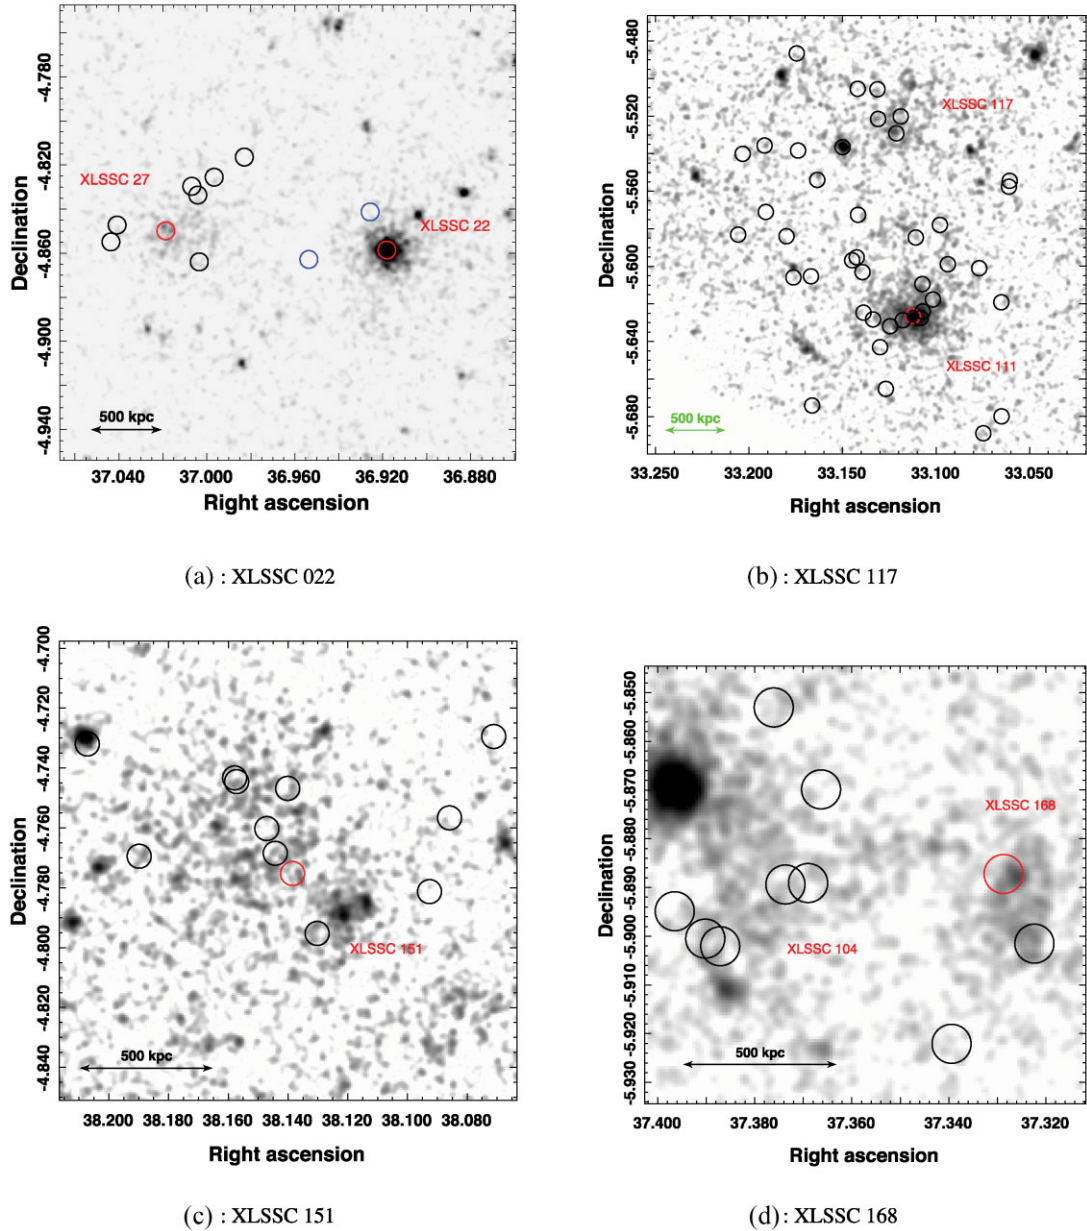 Declination
-4.780
-4.820
-4.860
-4.900
-4.940
XLSSC 27
XLSSC 22
500 kpc
37.040 37.000 36.960 36.920 36.880
Right ascension
(a) : XLSSC 022
Declination
-5.480
-5.520
-5.560
-5.600
-5.640
-5.680
XLSSC 117
XLSSC 111
500 kpc
33.250 33.200 33.150 33.100 33.050
Right ascension
(b) : XLSSC 117
Declination
-4.700
-4.720
-4.740
-4.760
-4.780
-4.800
-4.820
-4.840
XLSSC 151
500 kpc
38.200 38.180 38.160 38.140 38.120 38.100 38.080
Right ascension
(c) : XLSSC 151
Declination
-5.850
-5.860
-5.870
-5.880
-5.890
-5.900
-5.910
-5.920
-5.930
XLSSC 168
XLSSC 104
500 kpc
37.400 37.380 37.360 37.340 37.320
Right ascension
(d) : XLSSC 168